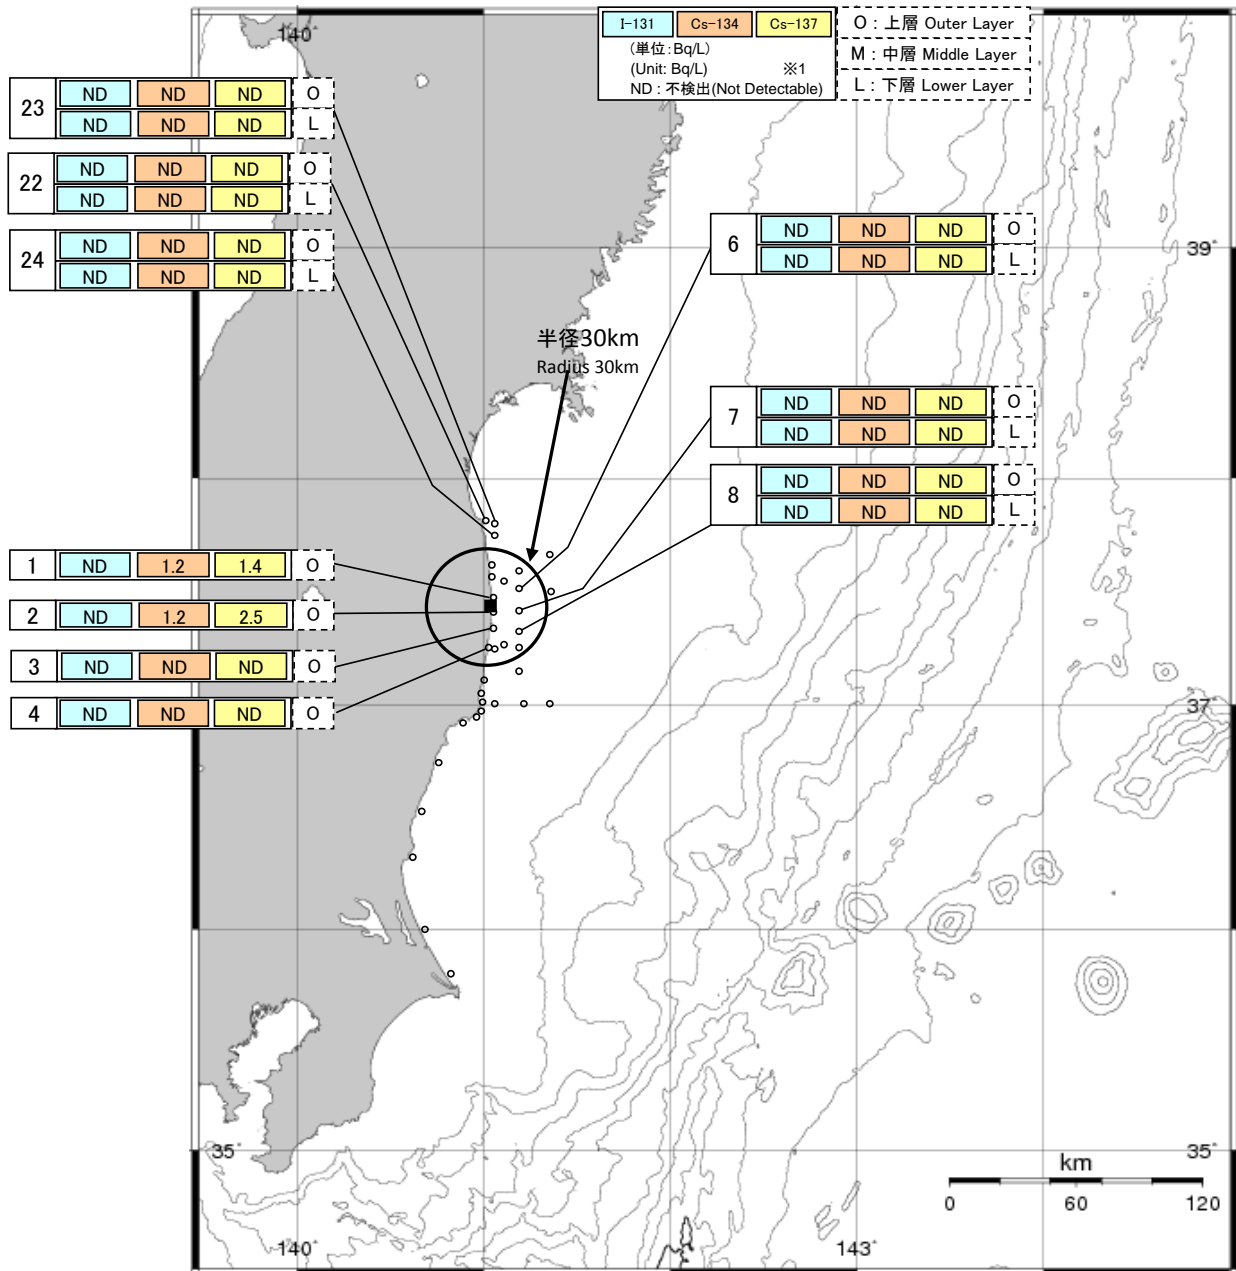 I-131 Cs-134 Cs-137
(単位:Bq/L)
(Unit: Bq/L) ※1
ND : 不検出(Not Detectable)
O : 上層 Outer Layer
M : 中層 Middle Layer
L : 下層 Lower Layer
140°
23 ND ND ND O
ND ND ND L
22 ND ND ND O
ND ND ND L
24 ND ND ND O
ND ND ND L
6 ND ND ND O
ND ND ND L
39°
半径30km
Radius 30km
7 ND ND ND O
ND ND ND L
8 ND ND ND O
ND ND ND L
1 ND 1.2 1.4 O
2 ND 1.2 2.5 O
3 ND ND ND O
4 ND ND ND O
37°
35°
35°
km
0 60 120
140°
143°